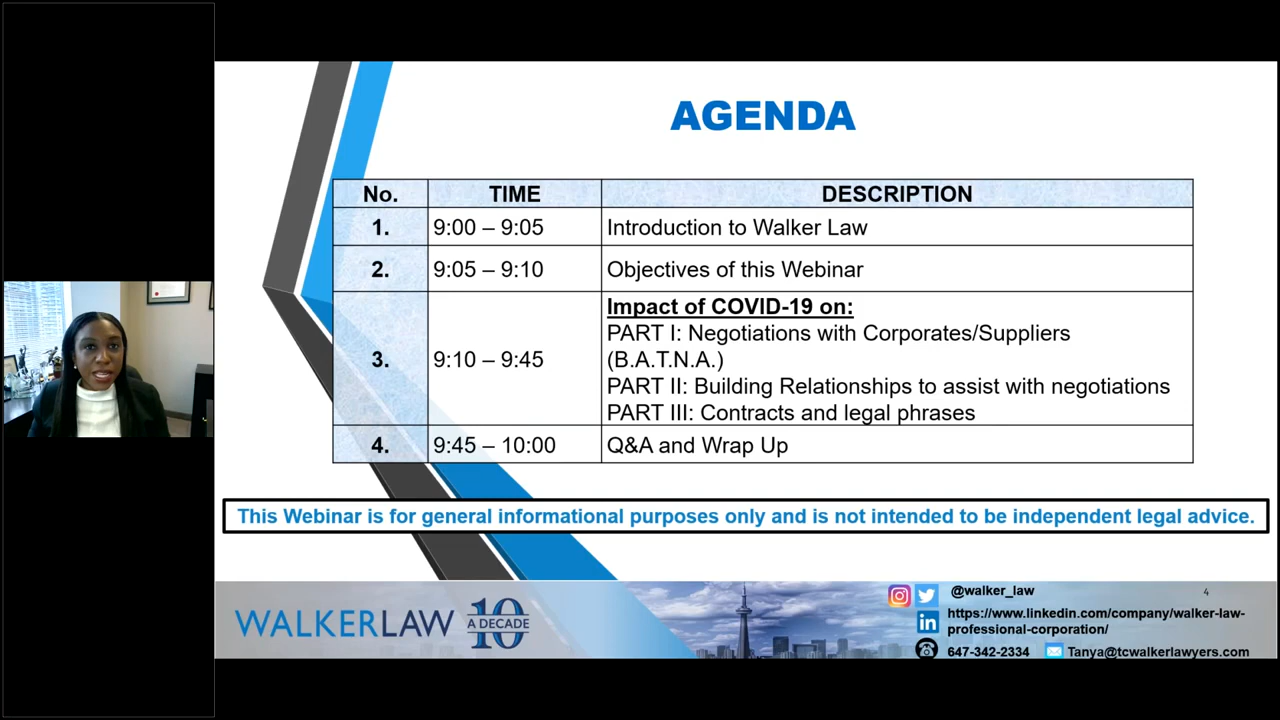 AGENDA
No. TIME DESCRIPTION
1. 9:00 – 9:05 Introduction to Walker Law
2. 9:05 – 9:10 Objectives of this Webinar
3. 9:10 – 9:45 Impact of COVID-19 on:
PART I: Negotiations with Corporates/Suppliers
(B.A.T.N.A.)
PART II: Building Relationships to assist with negotiations
PART III: Contracts and legal phrases
4. 9:45 – 10:00 Q&A and Wrap Up
This Webinar is for general informational purposes only and is not intended to be independent legal advice.
WALKERLAW 10
A DECADE
@walker_law
4
https://www.linkedin.com/company/walker-law-
professional-corporation/
647-342-2334 Tanya@tcwalkerlawyers.com